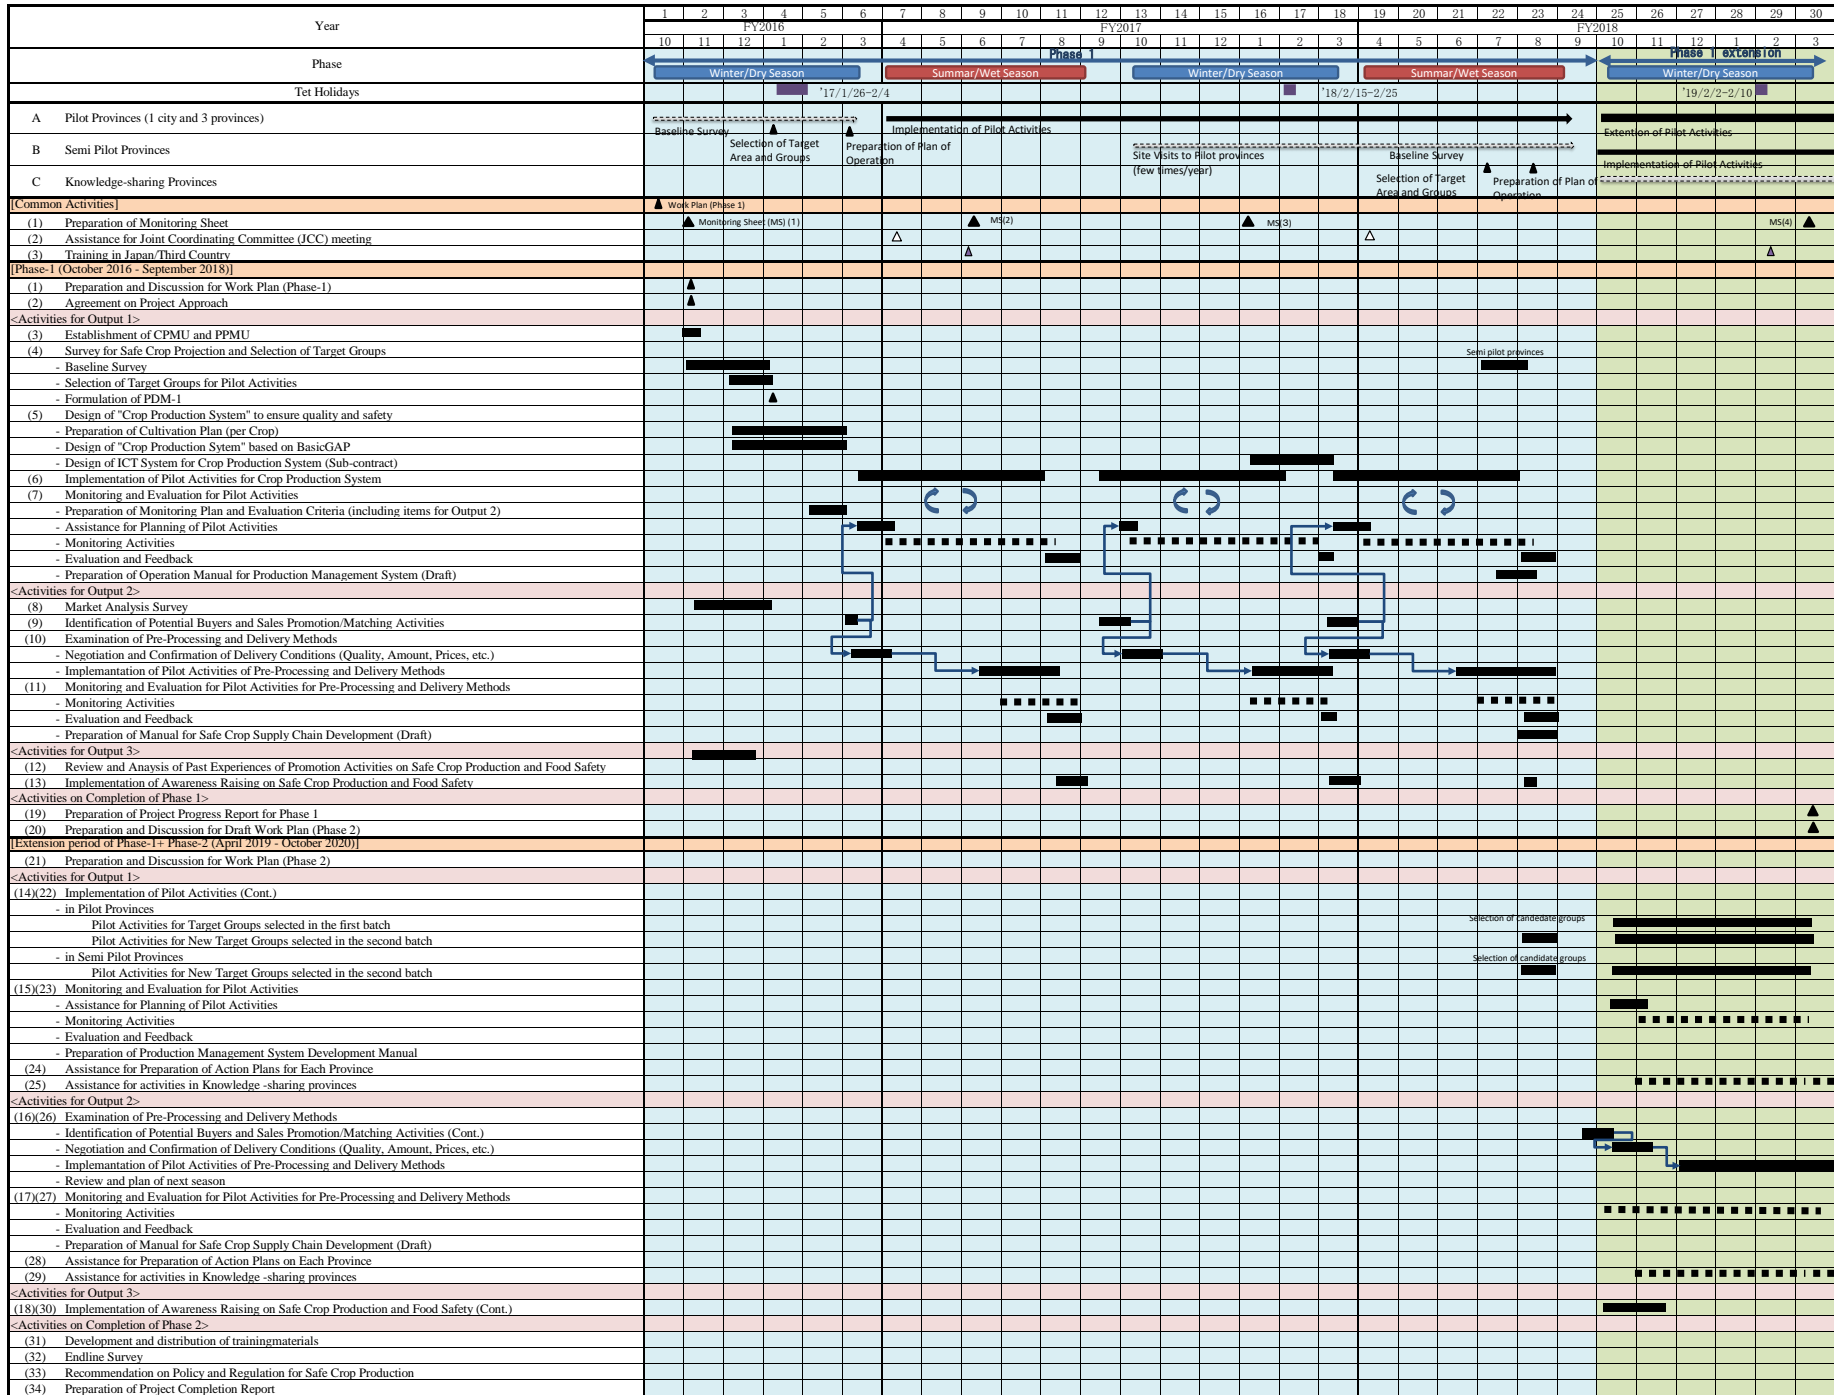 Year
1 2 3 4 5 6 7 8 9 10 11 12 13 14 15 16 17 18 19 20 21 22 23 24 25 26 27 28 29 30
FY2016 FY2017 FY2018
10 11 12 1 2 3 4 5 6 7 8 9 10 11 12 1 2 3 4 5 6 7 8 9 10 11 12 1 2 3
Phase
Phase 1 Phase 1 extension
Winter/Dry Season Summar/Wet Season Winter/Dry Season Summar/Wet Season Winter/Dry Season
Tet Holidays '17/1/26-2/4 '18/2/15-2/25 '19/2/2-2/10
A Pilot Provinces (1 city and 3 provinces)
Baseline Survey Implementation of Pilot Activities Extention of Pilot Activities
Selection of Target
Area and Groups
Preparation of Plan of
Operation
B Semi Pilot Provinces
Site Visits to Pilot provinces
(few times/year)
Baseline Survey
Implementation of Pilot Activities
C Knowledge-sharing Provinces
Selection of Target
Area and Groups
Preparation of Plan of
Operation
[Common Activities] Work Plan (Phase 1)
(1) Preparation of Monitoring Sheet Monitoring Sheet (MS) (1) MS(2) MS(3) MS(4)
(2) Assistance for Joint Coordinating Committee (JCC) meeting
(3) Training in Japan/Third Country
[Phase-1 (October 2016 - September 2018)]
(1) Preparation and Discussion for Work Plan (Phase-1)
(2) Agreement on Project Approach
<Activities for Output 1>
(3) Establishment of CPMU and PPMU
(4) Survey for Safe Crop Projection and Selection of Target Groups Semi pilot provinces
- Baseline Survey
- Selection of Target Groups for Pilot Activities
- Formulation of PDM-1
(5) Design of "Crop Production System" to ensure quality and safety
- Preparation of Cultivation Plan (per Crop)
- Design of "Crop Production Sytem" based on BasicGAP
- Design of ICT System for Crop Production System (Sub-contract)
(6) Implementation of Pilot Activities for Crop Production System
(7) Monitoring and Evaluation for Pilot Activities
- Preparation of Monitoring Plan and Evaluation Criteria (including items for Output 2)
- Assistance for Planning of Pilot Activities
- Monitoring Activities
- Evaluation and Feedback
- Preparation of Operation Manual for Production Management System (Draft)
<Activities for Output 2>
(8) Market Analysis Survey
(9) Identification of Potential Buyers and Sales Promotion/Matching Activities
(10) Examination of Pre-Processing and Delivery Methods
- Negotiation and Confirmation of Delivery Conditions (Quality, Amount, Prices, etc.)
- Implementation of Pilot Activities of Pre-Processing and Delivery Methods
(11) Monitoring and Evaluation for Pilot Activities for Pre-Processing and Delivery Methods
- Monitoring Activities
- Evaluation and Feedback
- Preparation of Manual for Safe Crop Supply Chain Development (Draft)
<Activities for Output 3>
(12) Review and Anaysis of Past Experiences of Promotion Activities on Safe Crop Production and Food Safety
(13) Implementation of Awareness Raising on Safe Crop Production and Food Safety
<Activities on Completion of Phase 1>
(19) Preparation of Project Progress Report for Phase 1
(20) Preparation and Discussion for Draft Work Plan (Phase 2)
[Extension period of Phase-1+ Phase-2 (April 2019 - October 2020)]
(21) Preparation and Discussion for Work Plan (Phase 2)
<Activities for Output 1>
(14)(22) Implementation of Pilot Activities (Cont.)
- in Pilot Provinces
Pilot Activities for Target Groups selected in the first batch Selection of candedate groups
Pilot Activities for New Target Groups selected in the second batch
- in Semi Pilot Provinces Selection of candidate groups
Pilot Activities for New Target Groups selected in the second batch
(15)(23) Monitoring and Evaluation for Pilot Activities
- Assistance for Planning of Pilot Activities
- Monitoring Activities
- Evaluation and Feedback
- Preparation of Production Management System Development Manual
(24) Assistance for Preparation of Action Plans for Each Province
(25) Assistance for activities in Knowledge -sharing provinces
<Activities for Output 2>
(16)(26) Examination of Pre-Processing and Delivery Methods
- Identification of Potential Buyers and Sales Promotion/Matching Activities (Cont.)
- Negotiation and Confirmation of Delivery Conditions (Quality, Amount, Prices, etc.)
- Implemantation of Pilot Activities of Pre-Processing and Delivery Methods
- Review and plan of next season
(17)(27) Monitoring and Evaluation for Pilot Activities for Pre-Processing and Delivery Methods
- Monitoring Activities
- Evaluation and Feedback
- Preparation of Manual for Safe Crop Supply Chain Development (Draft)
(28) Assistance for Preparation of Action Plans on Each Province
(29) Assistance for activities in Knowledge -sharing provinces
<Activities for Output 3>
(18)(30) Implementation of Awareness Raising on Safe Crop Production and Food Safety (Cont.)
<Activities on Completion of Phase 2>
(31) Development and distribution of trainingmaterials
(32) Endline Survey
(33) Recommendation on Policy and Regulation for Safe Crop Production
(34) Preparation of Project Completion Report